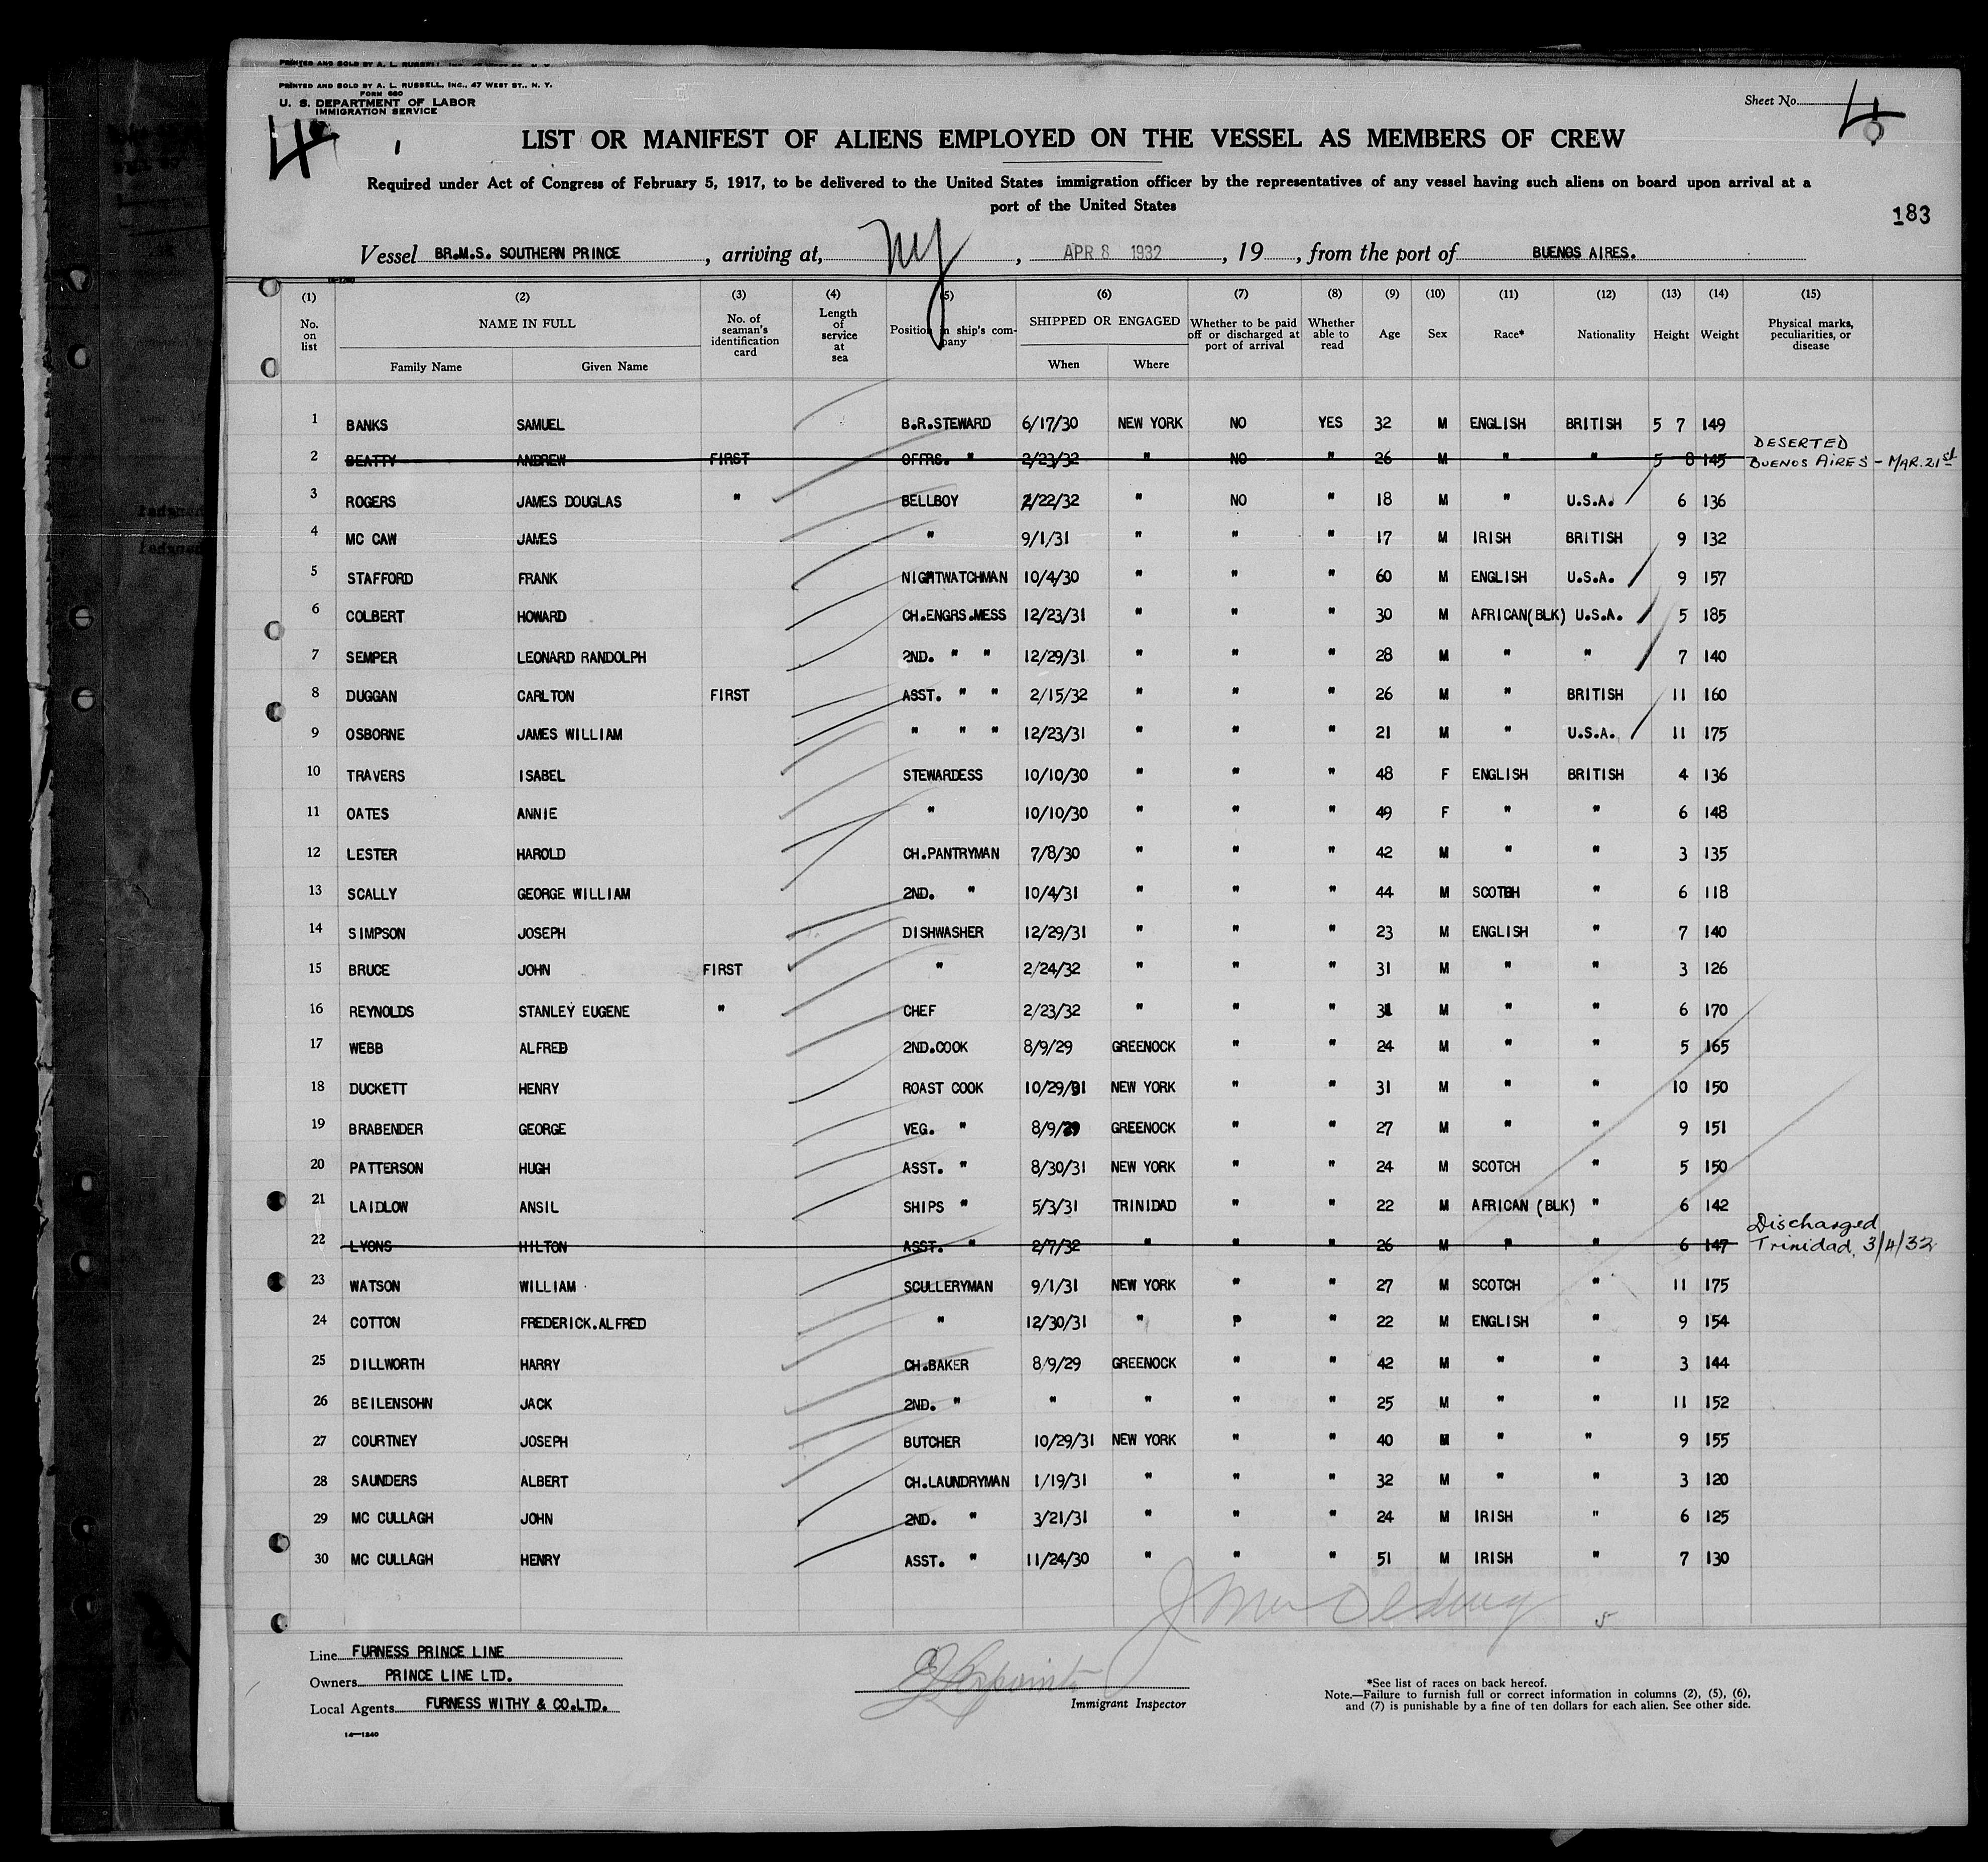 PRINTED AND SOLD BY A. L. RUSSELL, INC., 47 WEST ST., N. Y.
FORM 680
U. S. DEPARTMENT OF LABOR
IMMIGRATION SERVICE
Sheet No. 4
4
LIST OR MANIFEST OF ALIENS EMPLOYED ON THE VESSEL AS MEMBERS OF CREW
Required under Act of Congress of February 5, 1917, to be delivered to the United States immigration officer by the representatives of any vessel having such aliens on board upon arrival at a
port of the United States
183
Vessel BR.M.S. SOUTHERN PRINCE , arriving at, NY , APR 8 1932 , 19 , from the port of BUENOS AIRES.
(1) (2) (3) (4) (5) (6) (7) (8) (9) (10) (11) (12) (13) (14) (15)
No. on list NAME IN FULL Family Name Given Name No. of seaman's identification card Length of service at sea Position in ship's company SHIPPED OR ENGAGED When Where Whether to be paid off or discharged at port of arrival Whether able to read Age Sex Race* Nationality Height Weight Physical marks, peculiarities, or disease
1 BANKS SAMUEL B.R.STEWARD 6/17/30 NEW YORK NO YES 32 M ENGLISH BRITISH 5 7 149
2 BEATTY ANDREW FIRST OFFRS. " 2/23/32 " NO " 26 M " " 5 8 145 DESERTED BUENOS AIRES - MAR. 21st
3 ROGERS JAMES DOUGLAS " BELLBOY 2/22/32 " NO " 18 M " U.S.A. 6 136
4 MC CAW JAMES " 9/1/31 " " " 17 M IRISH BRITISH 9 132
5 STAFFORD FRANK NIGHTWATCHMAN 10/4/30 " " " 60 M ENGLISH U.S.A. 9 157
6 COLBERT HOWARD CH.ENGRS.MESS 12/23/31 " " " 30 M AFRICAN(BLK) U.S.A. 5 185
7 SEMPER LEONARD RANDOLPH 2ND. " " 12/29/31 " " " 28 M " " 7 140
8 DUGGAN CARLTON FIRST ASST. " " 2/15/32 " " " 26 M " BRITISH 11 160
9 OSBORNE JAMES WILLIAM " " " 12/23/31 " " " 21 M " U.S.A. 11 175
10 TRAVERS ISABEL STEWARDESS 10/10/30 " " " 48 F ENGLISH BRITISH 4 136
11 OATES ANNIE " 10/10/30 " " " 49 F " " 6 148
12 LESTER HAROLD CH.PANTRYMAN 7/8/30 " " " 42 M " " 3 135
13 SCALLY GEORGE WILLIAM 2ND. " 10/4/31 " " " 44 M SCOTCH " 6 118
14 SIMPSON JOSEPH DISHWASHER 12/29/31 " " " 23 M ENGLISH " 7 140
15 BRUCE JOHN FIRST " 2/24/32 " " " 31 M " " 3 126
16 REYNOLDS STANLEY EUGENE " CHEF 2/23/32 " " " 31 M " " 6 170
17 WEBB ALFRED 2ND.COOK 8/9/29 GREENOCK " " 24 M " " 5 165
18 DUCKETT HENRY ROAST COOK 10/29/31 NEW YORK " " 31 M " " 10 150
19 BRABENDER GEORGE VEG. " 8/9/29 GREENOCK " " 27 M " " 9 151
20 PATTERSON HUGH ASST. " 8/30/31 NEW YORK " " 24 M SCOTCH " 5 150
21 LAIDLOW ANSIL SHIPS " 5/3/31 TRINIDAD " " 22 M AFRICAN (BLK) " 6 142
22 LYONS HILTON ASST. " 2/7/32 " " " 26 M " " 6 147 Discharged Trinidad, 3/4/32
23 WATSON WILLIAM SCULLERYMAN 9/1/31 NEW YORK " " 27 M SCOTCH " 11 175
24 COTTON FREDERICK.ALFRED " 12/30/31 " P " 22 M ENGLISH " 9 154
25 DILLWORTH HARRY CH.BAKER 8/9/29 GREENOCK " " 42 M " " 3 144
26 BEILENSOHN JACK 2ND. " " " " " 25 M " " 11 152
27 COURTNEY JOSEPH BUTCHER 10/29/31 NEW YORK " " 40 M " " 9 155
28 SAUNDERS ALBERT CH.LAUNDRYMAN 1/19/31 " " " 32 M " " 3 120
29 MC CULLAGH JOHN 2ND. " 3/21/31 " " " 24 M IRISH " 6 125
30 MC CULLAGH HENRY ASST. " 11/24/30 " " " 51 M IRISH " 7 130
Line FURNESS PRINCE LINE
Owners PRINCE LINE LTD.
Local Agents FURNESS WITHY & CO.LTD.
14—1240
Immigrant Inspector
*See list of races on back hereof.
Note.—Failure to furnish full or correct information in columns (2), (5), (6),
and (7) is punishable by a fine of ten dollars for each alien. See other side.